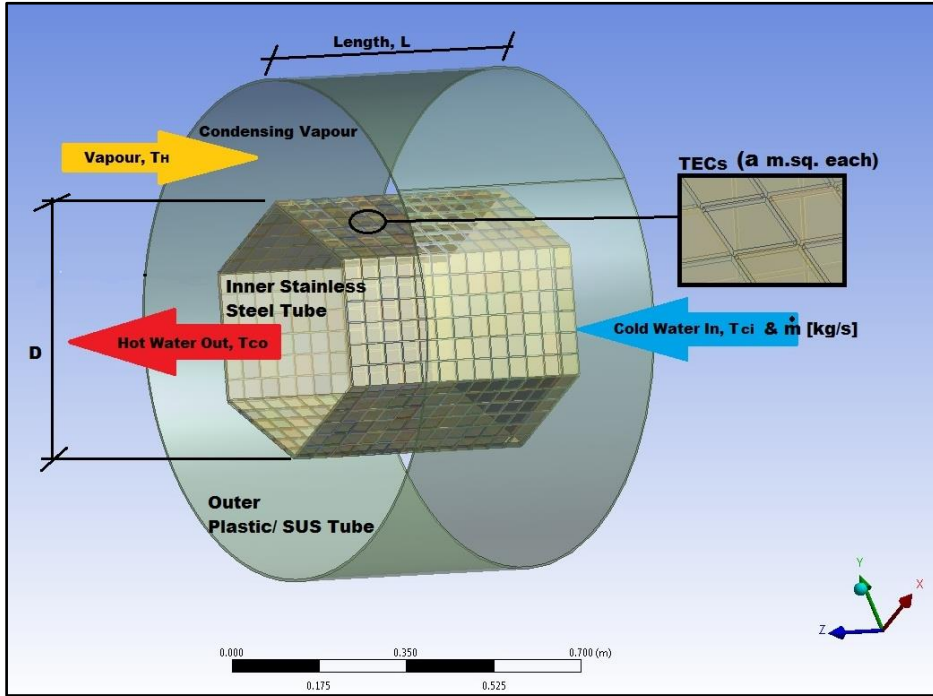 Length, L
Condensing Vapour
Vapour, TH
TECs (a m.sq. each)
Inner Stainless
Steel Tube
Cold Water In, Tci & ṁ [kg/s]
Hot Water Out, Tco
D
Outer
Plastic/ SUS Tube
Y
X
Z
0.000
0.350
0.700 (m)
0.175
0.525